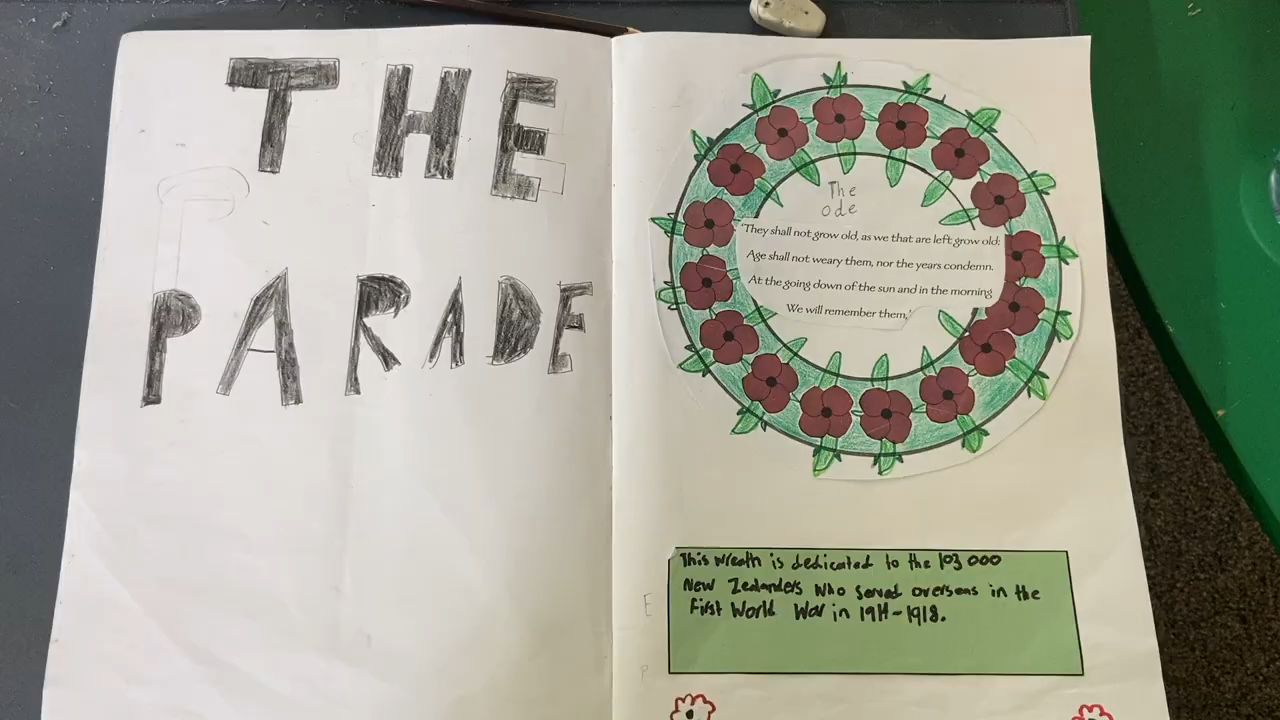 THE
PARADE
The
ode
'They shall not grow old, as we that are left grow old:
Age shall not weary them, nor the years condemn.
At the going down of the sun and in the morning
We will remember them,'
This wreath is dedicated to the 103 000
New Zealanders who served overseas in the
First World War in 1914-1918.
E
P